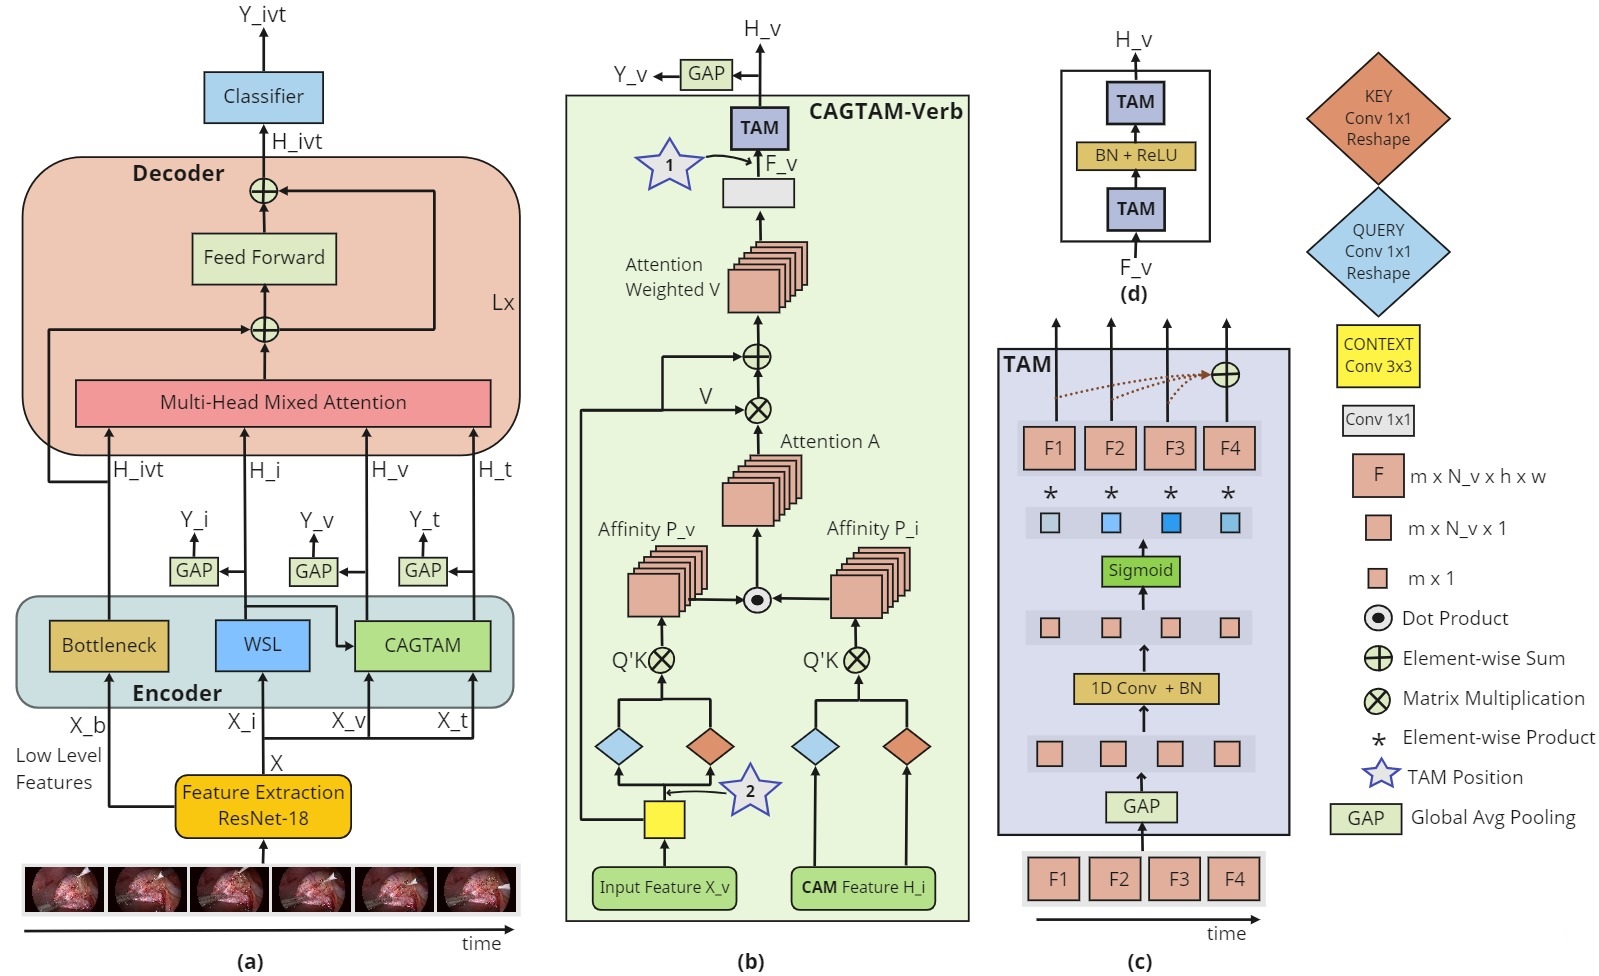 Y_ivt
Classifier
H_ivt
Decoder
Feed Forward
Lx
Multi-Head Mixed Attention
H_ivt
H_i
H_v
H_t
Y_i
Y_v
Y_t
GAP
GAP
GAP
Bottleneck
WSL
CAGTAM
Encoder
X_b
X_i
X_v
X_t
Low Level
Features
X
Feature Extraction
ResNet-18
time
(a)
H_v
Y_v
GAP
CAGTAM-Verb
TAM
1
F_v
Attention
Weighted V
V
Attention A
Affinity P_v
Affinity P_i
Q'K
Q'K
2
Input Feature X_v
CAM Feature H_i
(b)
H_v
TAM
BN + ReLU
TAM
F_v
(d)
TAM
F1
F2
F3
F4
*
*
*
*
Sigmoid
1D Conv + BN
GAP
F1
F2
F3
F4
time
(c)
KEY
Conv 1x1
Reshape
QUERY
Conv 1x1
Reshape
CONTEXT
Conv 3x3
Conv 1x1
F
m x N_v x h x w
m x N_v x 1
m x 1
Dot Product
Element-wise Sum
Matrix Multiplication
* Element-wise Product
TAM Position
GAP
Global Avg Pooling